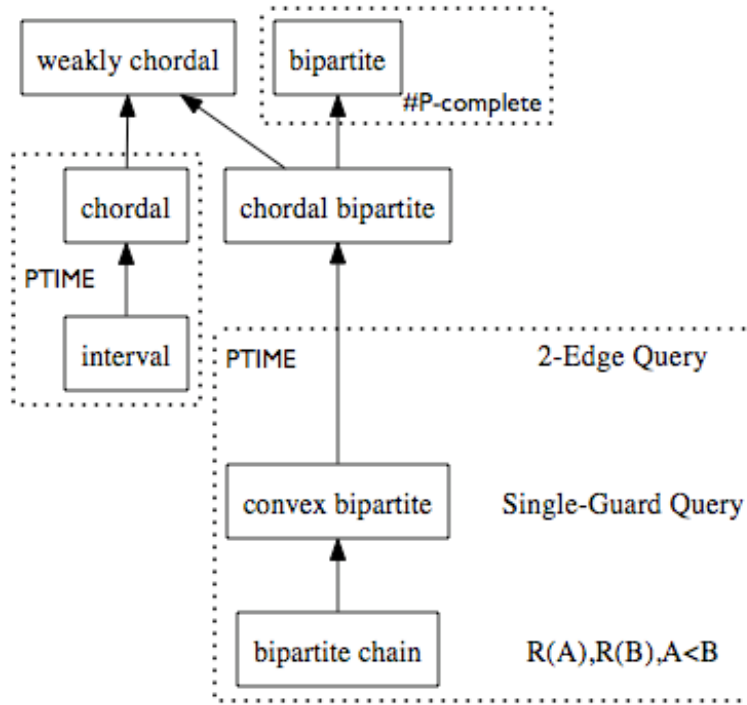 weakly chordal
bipartite
#P-complete
chordal
chordal bipartite
PTIME
interval
PTIME
2-Edge Query
convex bipartite
Single-Guard Query
bipartite chain
R(A),R(B),A<B